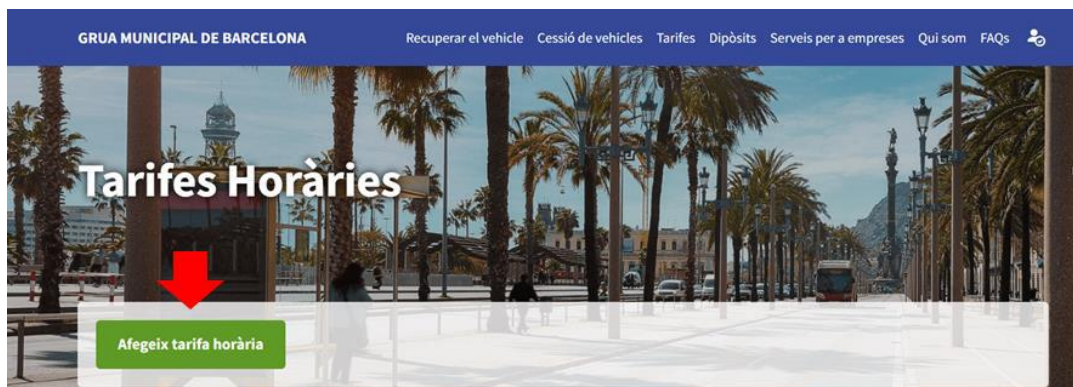 GRUA MUNICIPAL DE BARCELONA Recuperar el vehicle Cessió de vehicles Tarifes Dipòsits Serveis per a empreses Qui som FAQs
Tarifes Horàries
Afegeix tarifa horària